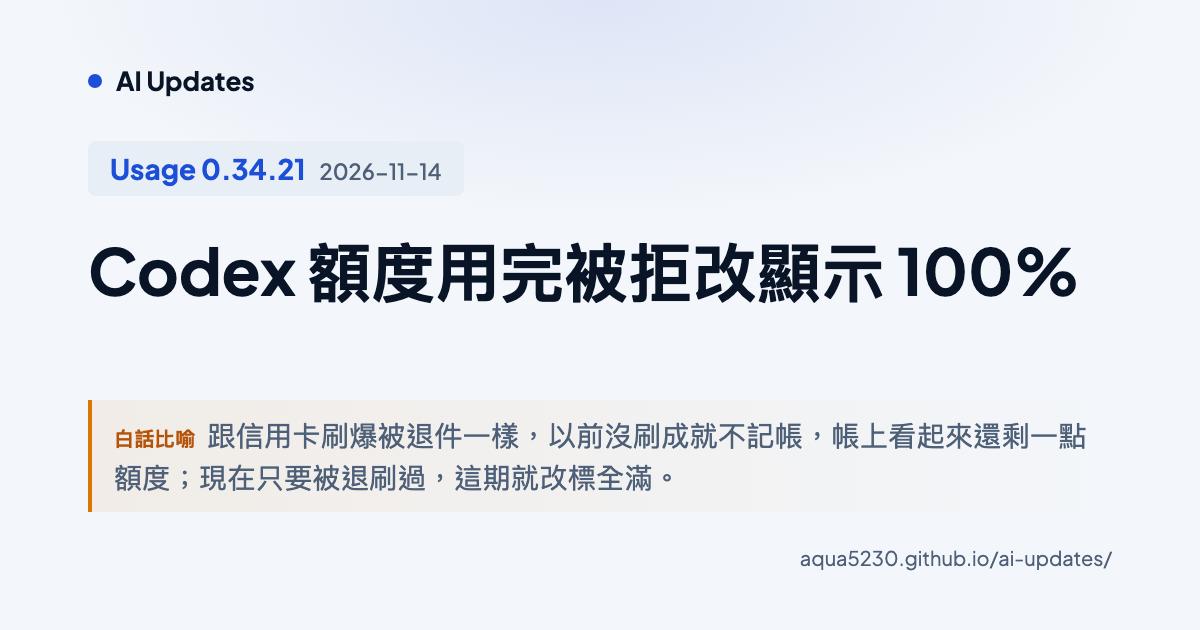 AI Updates
Usage 0.34.21 2026-11-14
Codex 額度用完被拒改顯示 100%
白話比喻 跟信用卡刷爆被退件一樣，以前沒刷成就不記帳，帳上看起來還剩一點
額度；現在只要被退刷過，這期就改標全滿。
aqua5230.github.io/ai-updates/